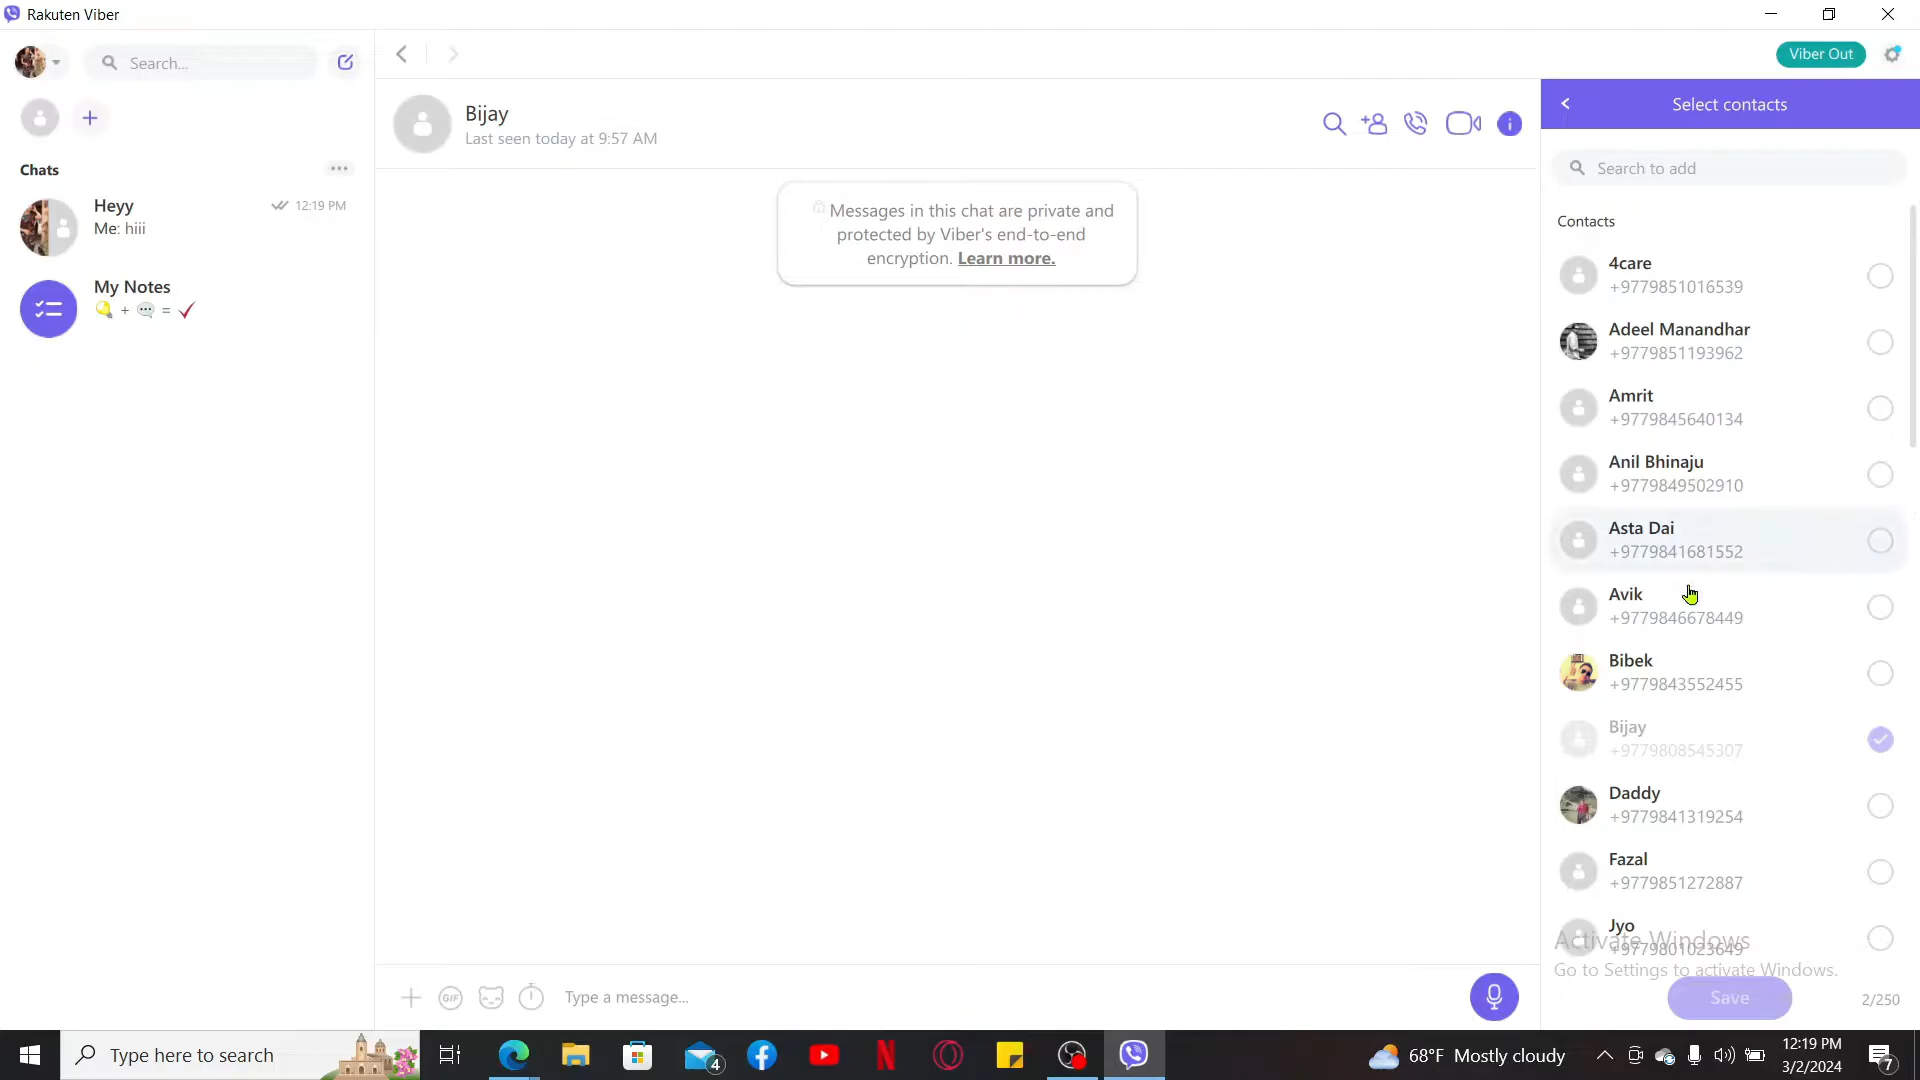 Rakuten Viber
Search...
Viber Out
Chats
Heyy
12:19 PM
Me: hiii
My Notes
+ =
Bijay
Last seen today at 9:57 AM
Messages in this chat are private and
protected by Viber's end-to-end
encryption. Learn more.
GIF
Type a message...
Select contacts
Search to add
Contacts
4care
+9779851016539
Adeel Manandhar
+9779851193962
Amrit
+9779845640134
Anil Bhinaju
+9779849502910
Asta Dai
+9779841681552
Avik
+9779846678449
Bibek
+9779843552455
Bijay
+9779808545307
Daddy
+9779841319254
Fazal
+9779851272887
Jyo
+9779801023649
Activate Windows
Go to Settings to activate Windows.
Save
2/250
Type here to search
4
68°F Mostly cloudy
12:19 PM
3/2/2024
7